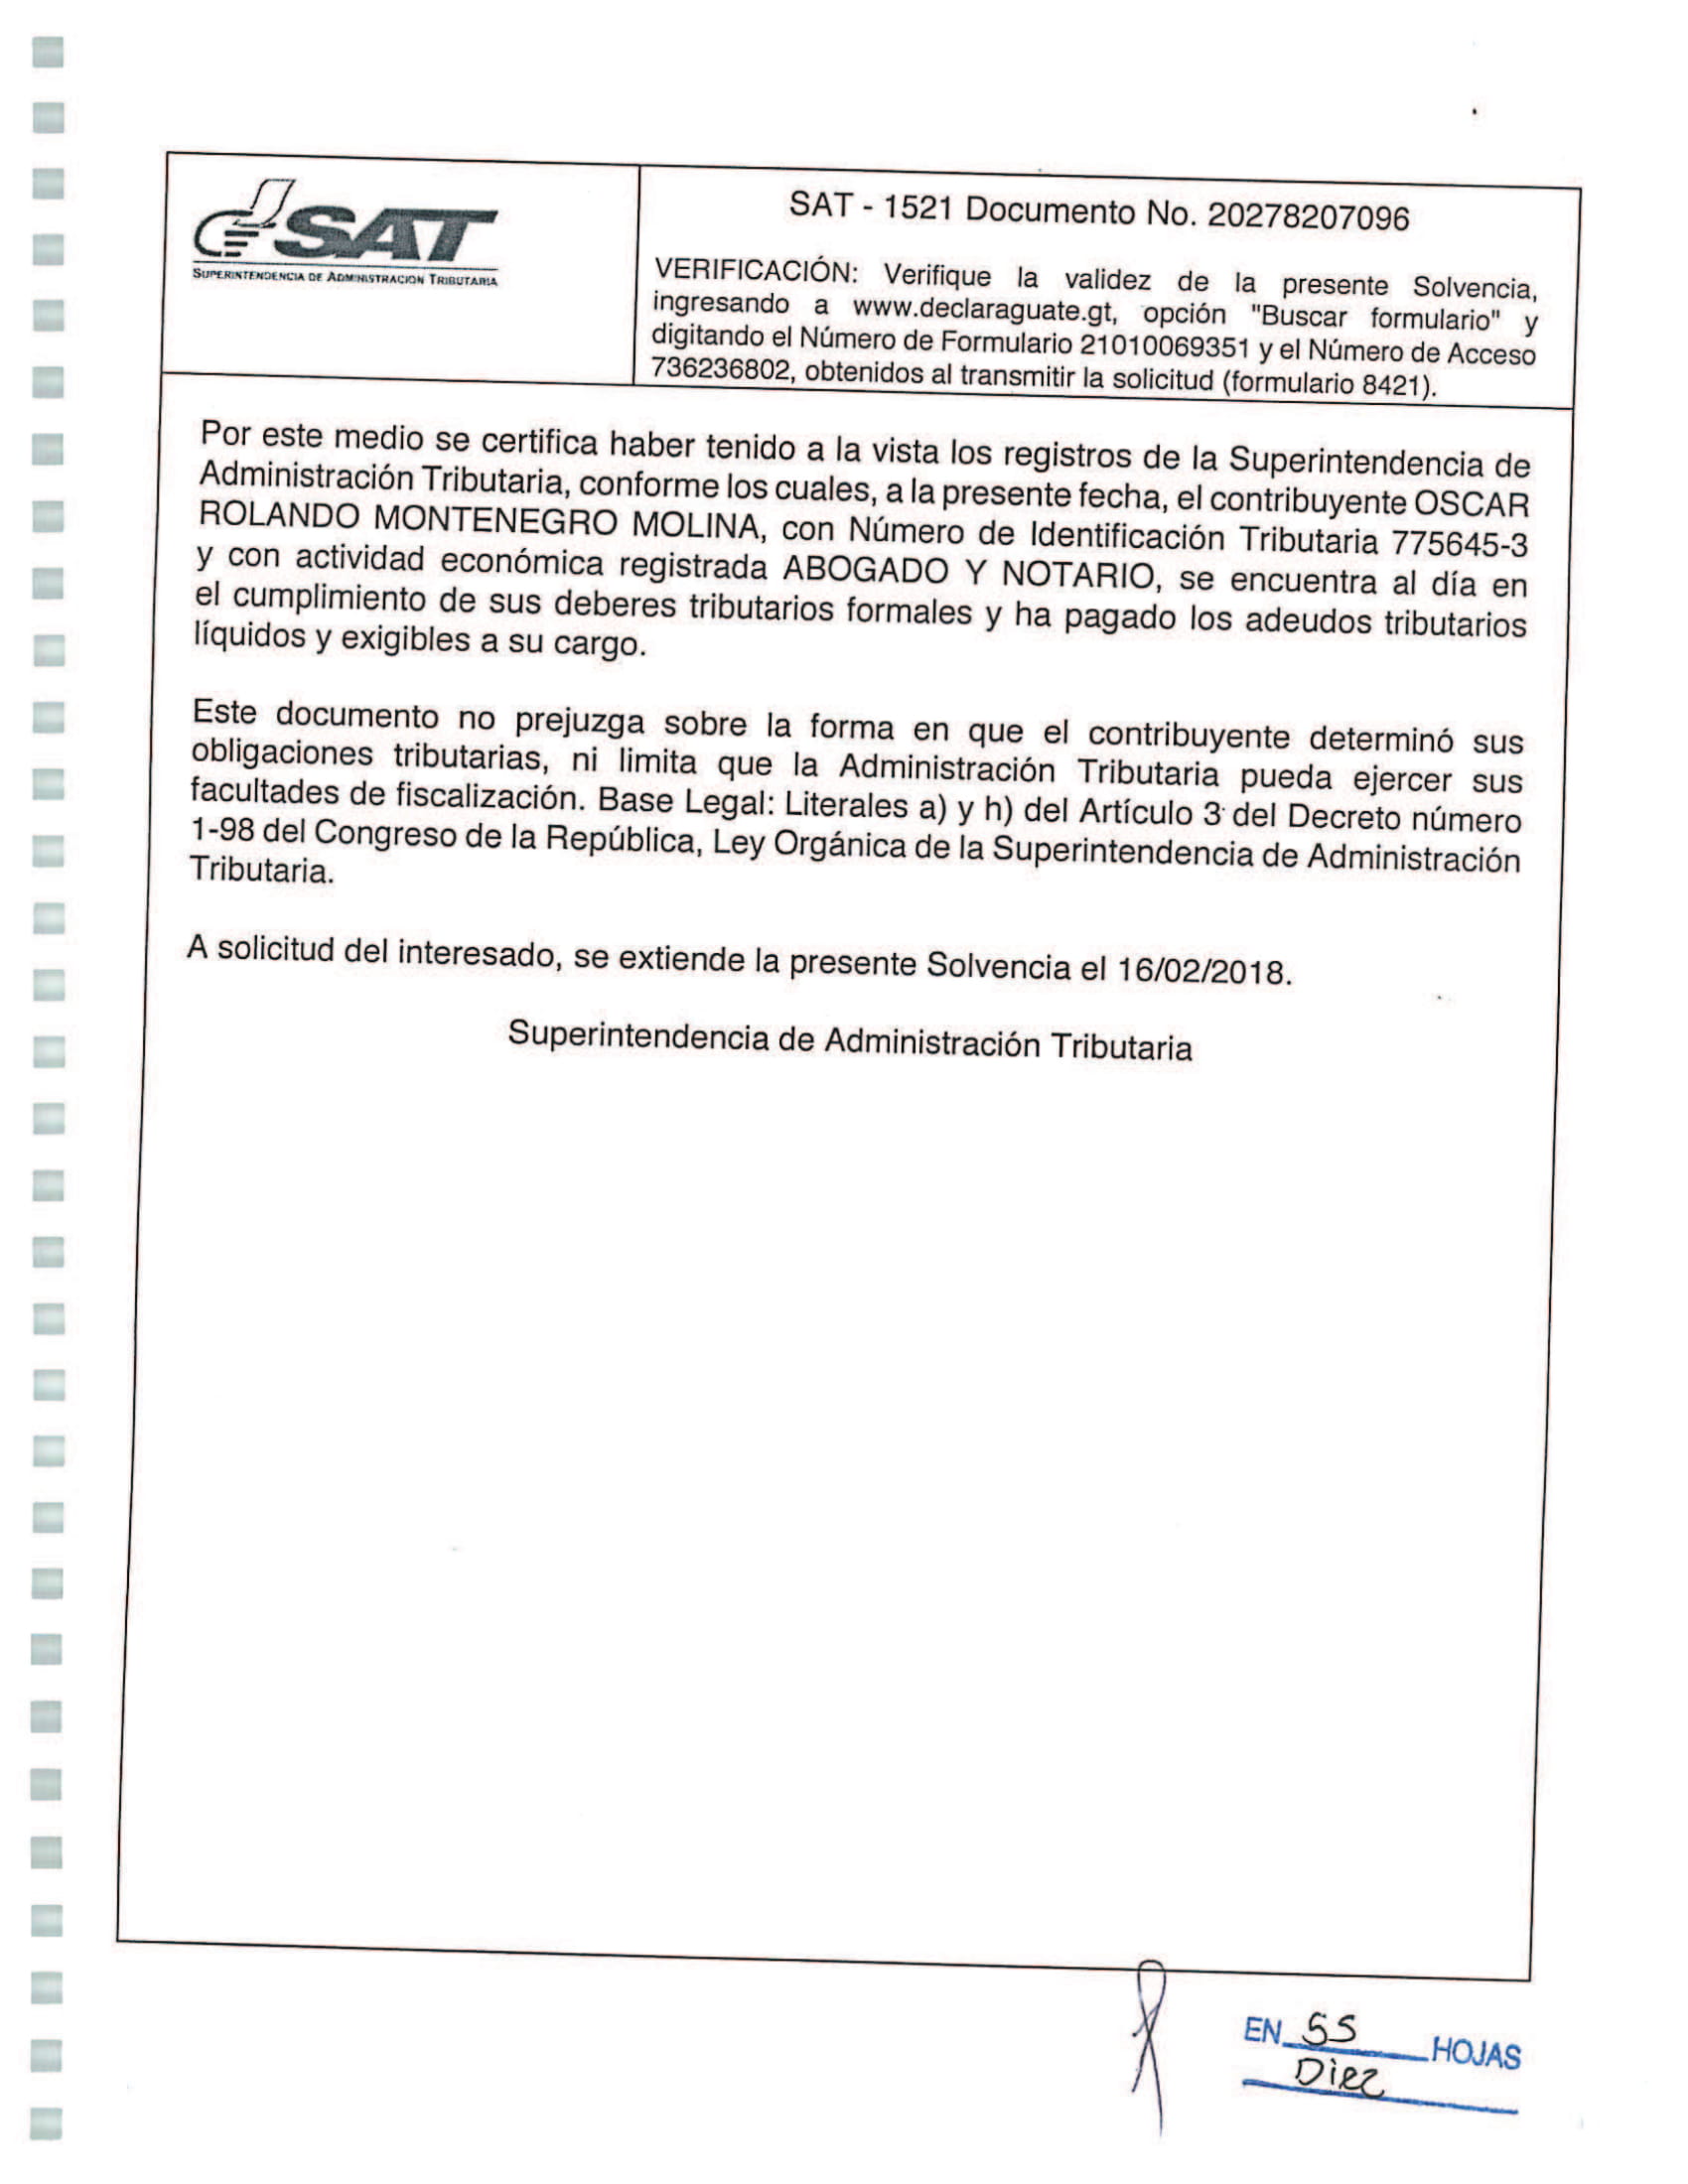 SAT
SUPERINTENDENCIA DE ADMINISTRACION TRIBUTARIA
SAT - 1521 Documento No. 20278207096
VERIFICACIÓN: Verifique la validez de la presente Solvencia,
ingresando a www.declaraguate.gt, opción "Buscar formulario" y
digitando el Número de Formulario 21010069351 y el Número de Acceso
736236802, obtenidos al transmitir la solicitud (formulario 8421).
Por este medio se certifica haber tenido a la vista los registros de la Superintendencia de
Administración Tributaria, conforme los cuales, a la presente fecha, el contribuyente OSCAR
ROLANDO MONTENEGRO MOLINA, con Número de Identificación Tributaria 775645-3
y con actividad económica registrada ABOGADO Y NOTARIO, se encuentra al día en
el cumplimiento de sus deberes tributarios formales y ha pagado los adeudos tributarios
líquidos y exigibles a su cargo.
Este documento no prejuzga sobre la forma en que el contribuyente determinó sus
obligaciones tributarias, ni limita que la Administración Tributaria pueda ejercer sus
facultades de fiscalización. Base Legal: Literales a) y h) del Artículo 3 del Decreto número
1-98 del Congreso de la República, Ley Orgánica de la Superintendencia de Administración
Tributaria.
A solicitud del interesado, se extiende la presente Solvencia el 16/02/2018.
Superintendencia de Administración Tributaria
EN 55 HOJAS
Diez